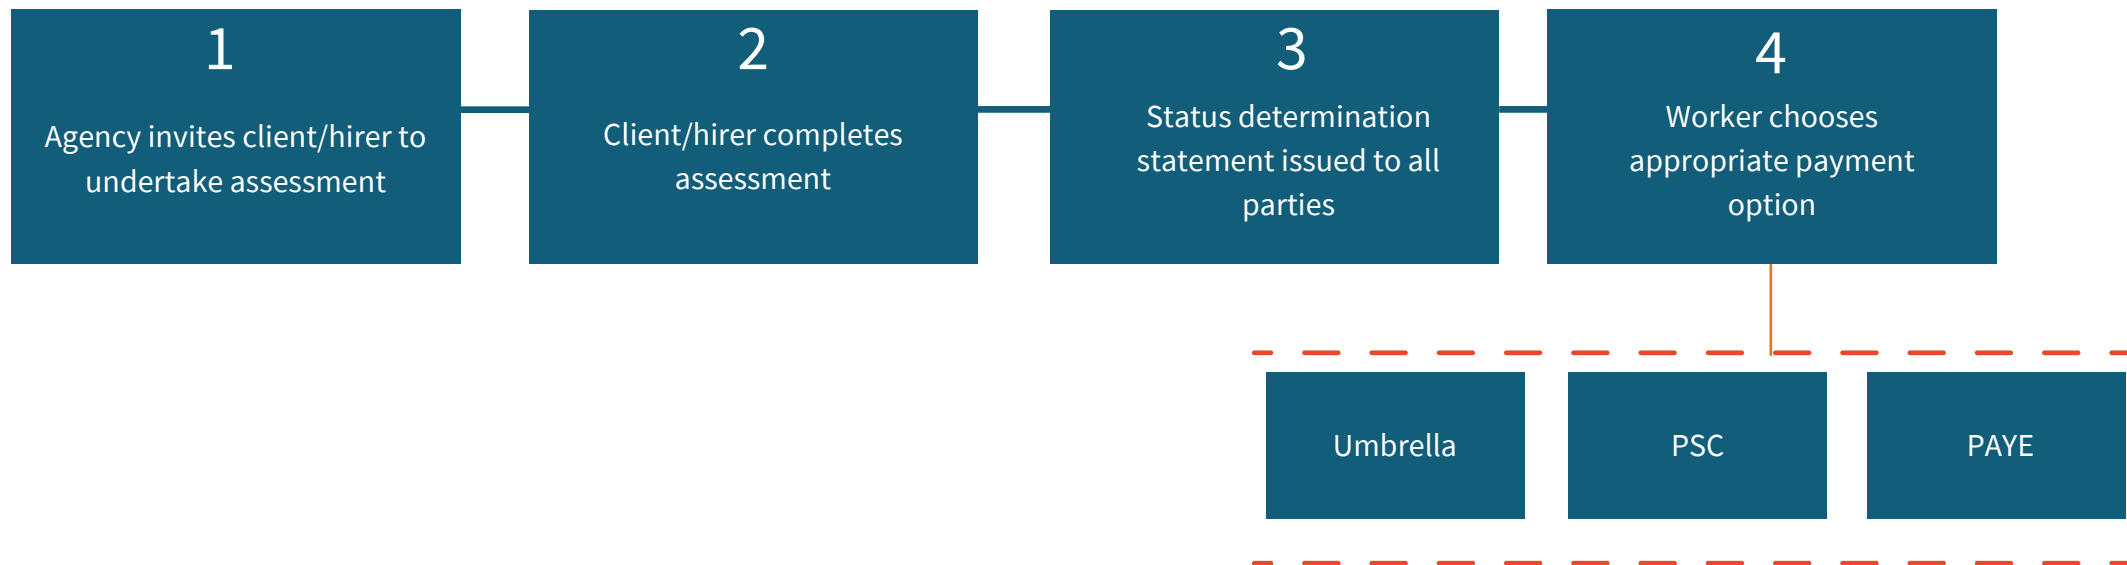 1
Agency invites client/hirer to
undertake assessment
2
Client/hirer completes
assessment
3
Status determination
statement issued to all
parties
4
Worker chooses
appropriate payment
option
Umbrella
PSC
PAYE